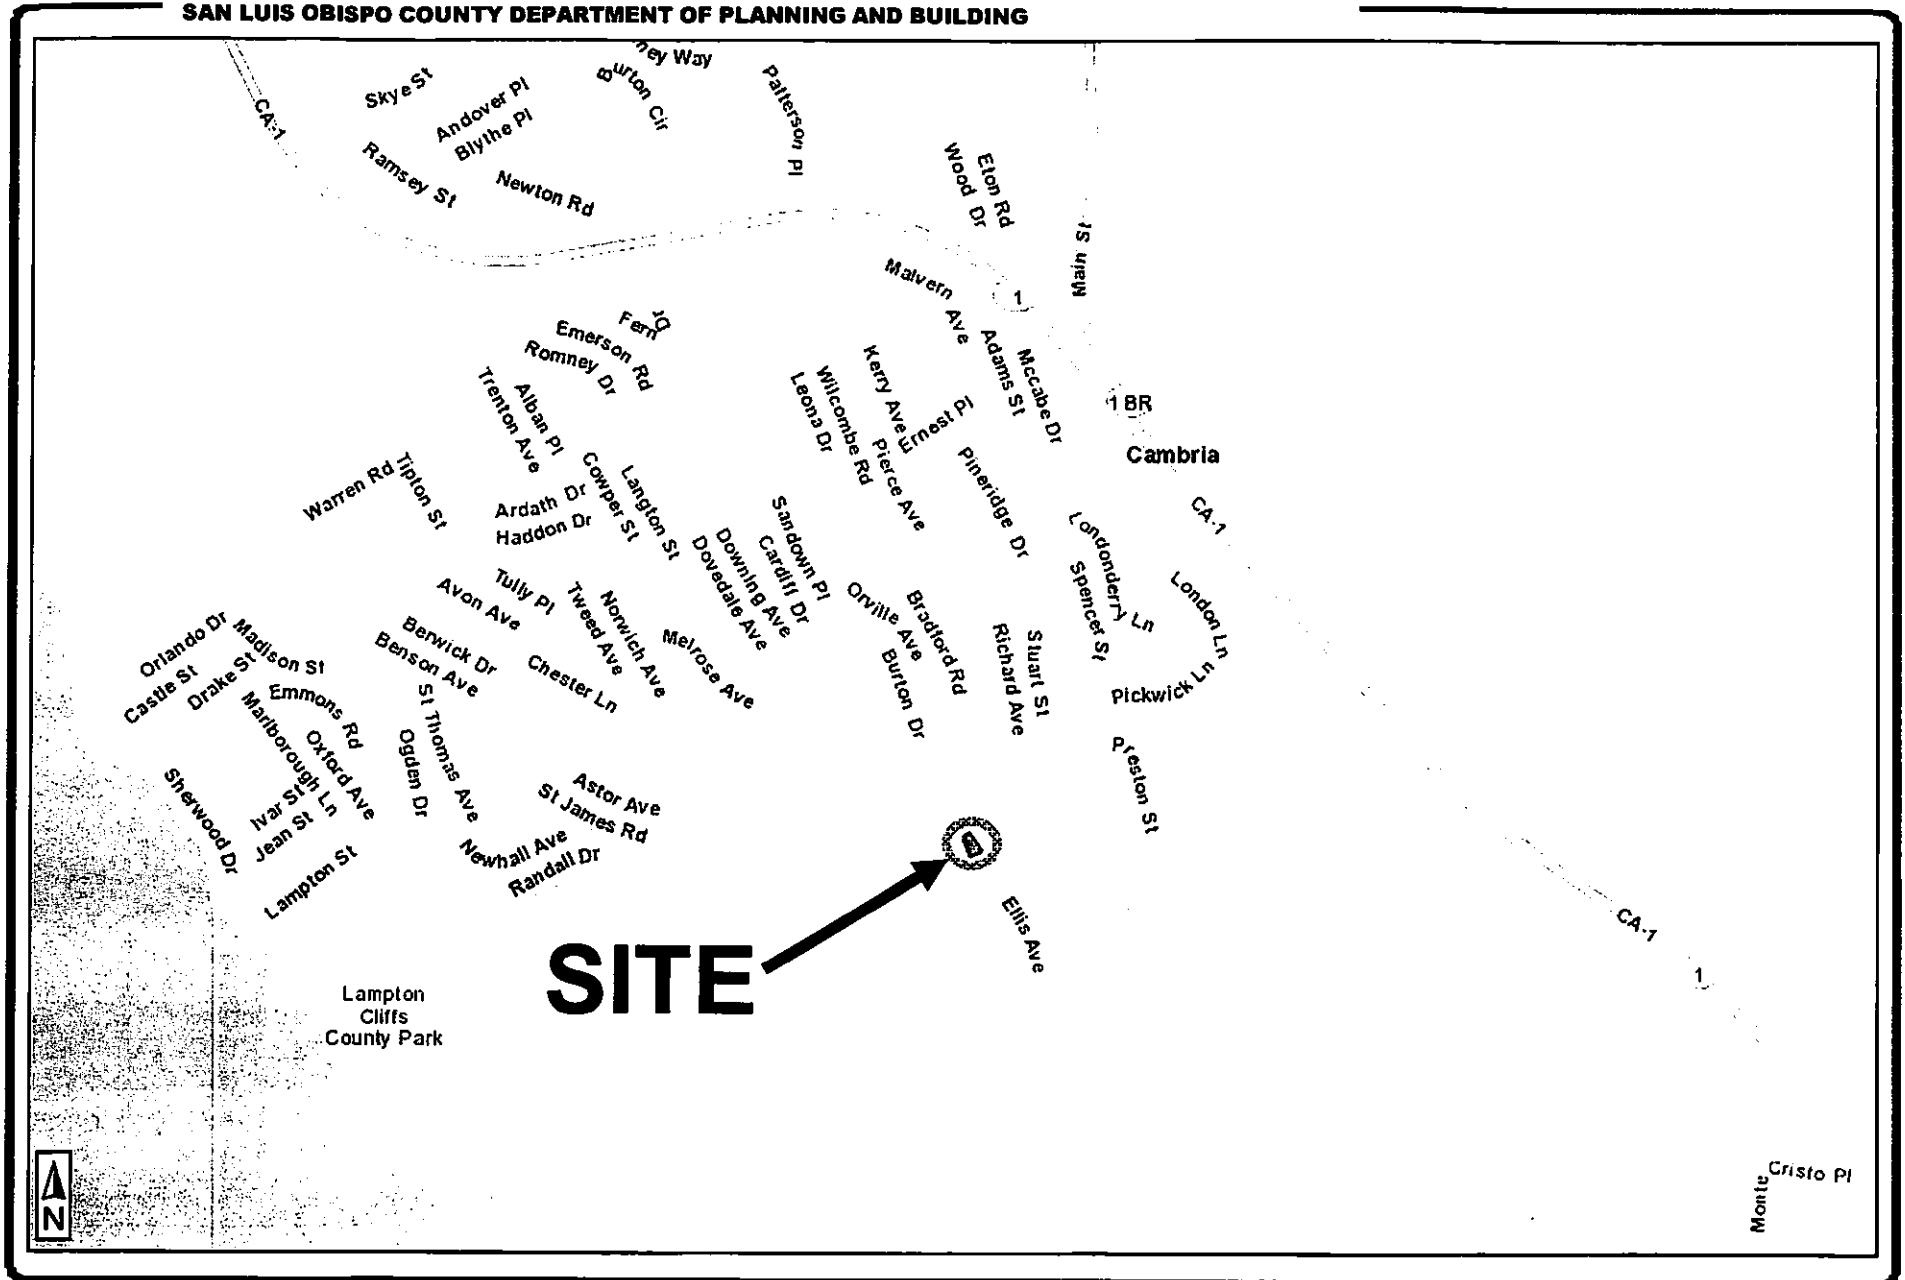 SAN LUIS OBISPO COUNTY DEPARTMENT OF PLANNING AND BUILDING
Way
Skye St
Andover Pl
Blythe Pl
Burton Cir
Patterson Pl
CA-1
Ramsey St
Newton Rd
Wood Dr
Eton Rd
Main St
Malvern Ave
1
Fern Dr
Emerson Rd
Romney Dr
Adams St
Mccabe Dr
Kerry Ave
Wilcombe Rd
Leona Dr
Ernest Pl
Pierce Ave
1 BR
Cambria
Trenton Ave
Alban Pl
Warren Rd
Tipton St
Cowper St
Langton St
Ardath Dr
Haddon Dr
Pineridge Dr
CA-1
Sandown Pl
Cardiff Dr
Downing Ave
Dovedale Ave
Londonderry Ln
Spencer St
London Ln
Pickwick Ln
Tully Pl
Avon Ave
Tweed Ave
Norwich Ave
Melrose Ave
Orville Ave
Bradford Rd
Burton Dr
Richard Ave
Stuart St
Orlando Dr
Madison St
Castle St
Drake St
Berwick Dr
Benson Ave
Chester Ln
Emmons Rd
Marlborough Ln
Oxford Ave
St Thomas Ave
Ogden Dr
Preston St
Sherwood Dr
Ivar St
Jean St
Lampton St
Astor Ave
St James Rd
Newhall Ave
Randall Dr
Ellis Ave
SITE
CA-1
1
Lampton
Cliffs
County Park
N
Monte Cristo Pl